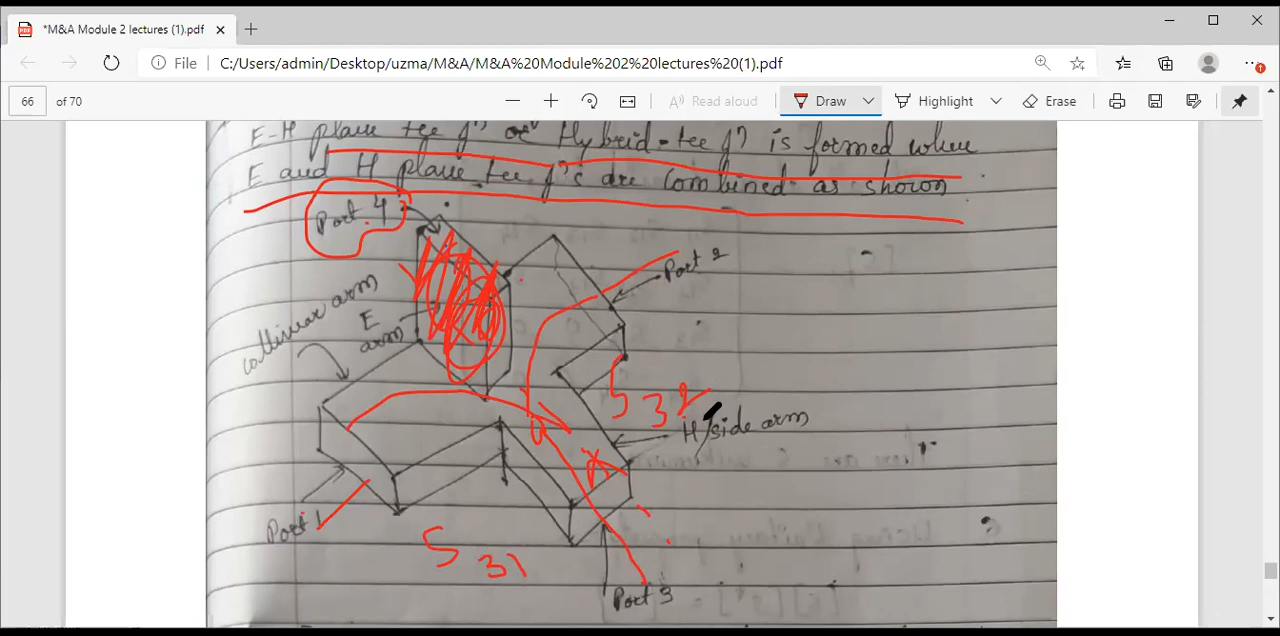 *M&A Module 2 lectures (1).pdf
File
C:/Users/admin/Desktop/uzma/M&A/M&A%20Module%202%20lectures%20(1).pdf
66 of 70
Read aloud
Draw
Highlight
Erase
E-H plane tee jn or Hybrid-tee jn is formed when
E and H plane tee jn's are combined as shown
Port 4
Port 2
collinear arm
E
arm
S 32
H/side arm
Port 1
S 31
Port 3